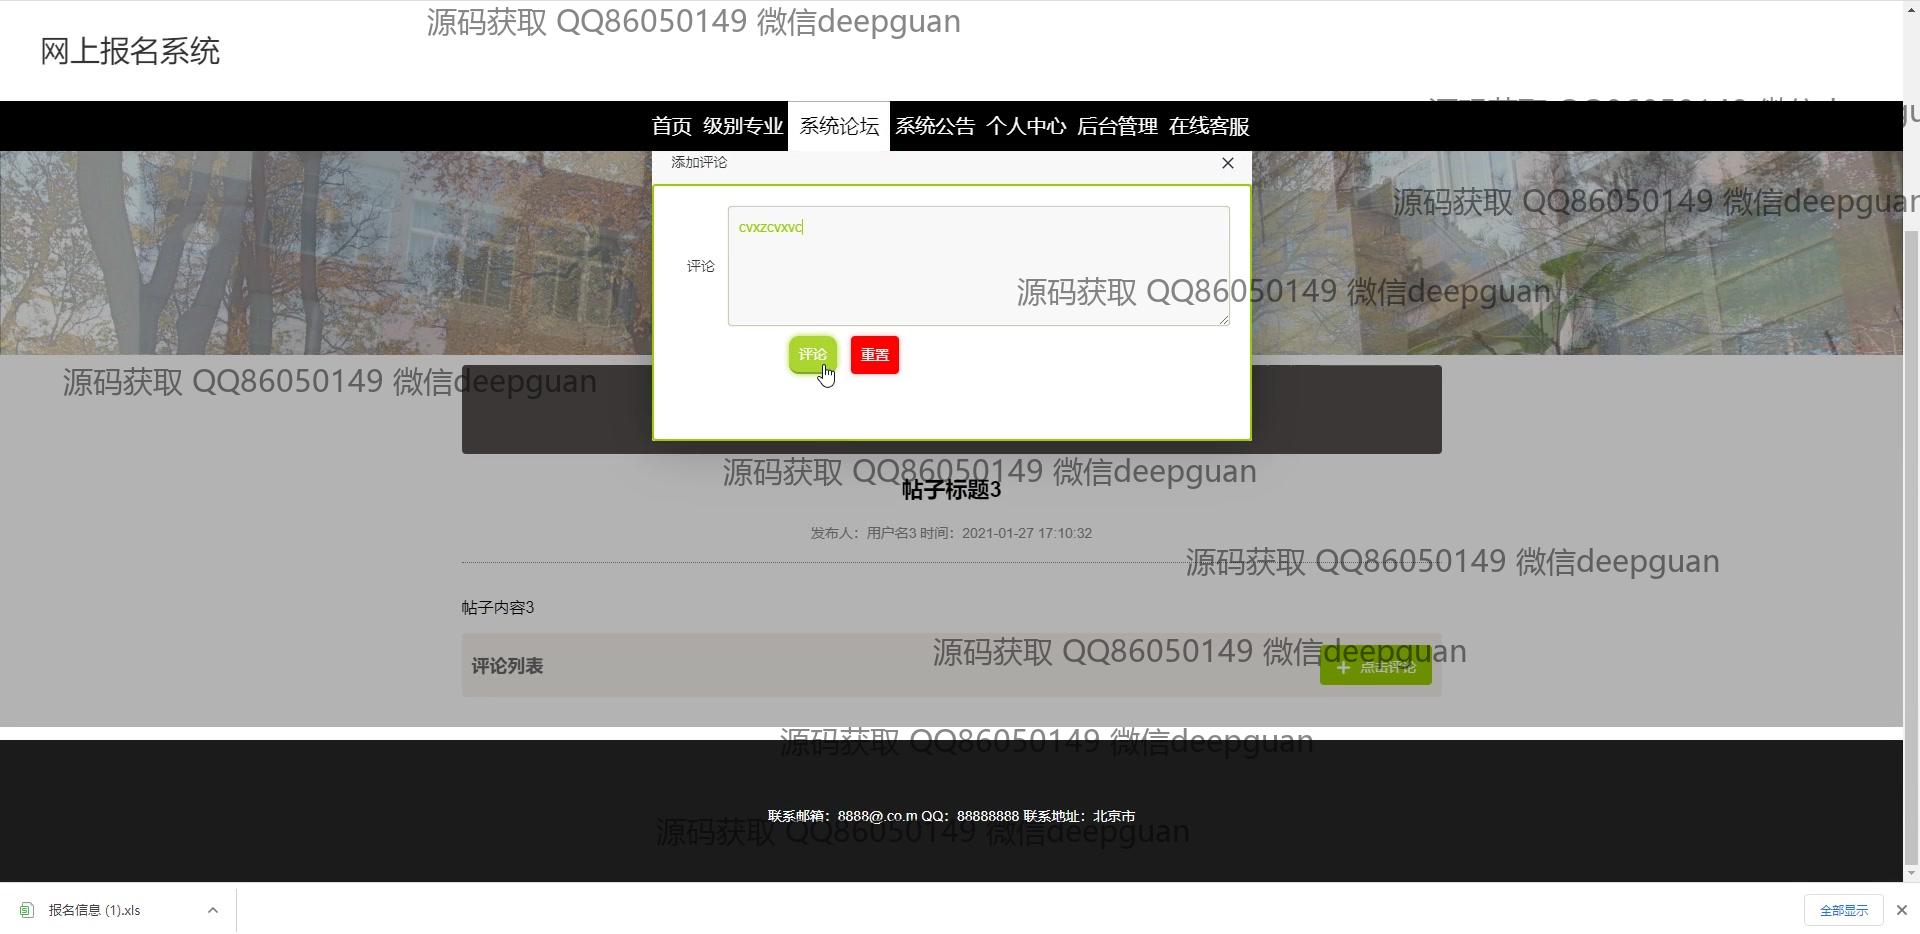 源码获取 QQ86050149 微信deepguan
网上报名系统
首页 级别专业 系统论坛 系统公告 个人中心 后台管理 在线客服
添加评论
源码获取 QQ86050149 微信deepguan
cvxzcvxvc
评论
源码获取 QQ86050149 微信deepguan
评论 重置
源码获取 QQ86050149 微信deepguan
源码获取 QQ86050149 微信deepguan
帖子标题3
发布人：用户名3 时间：2021-01-27 17:10:32
源码获取 QQ86050149 微信deepguan
帖子内容3
源码获取 QQ86050149 微信deepguan
评论列表
点击评论
源码获取 QQ86050149 微信deepguan
联系邮箱：8888@.co.m QQ：88888888 联系地址：北京市
源码获取 QQ86050149 微信deepguan
报名信息 (1).xls
全部显示